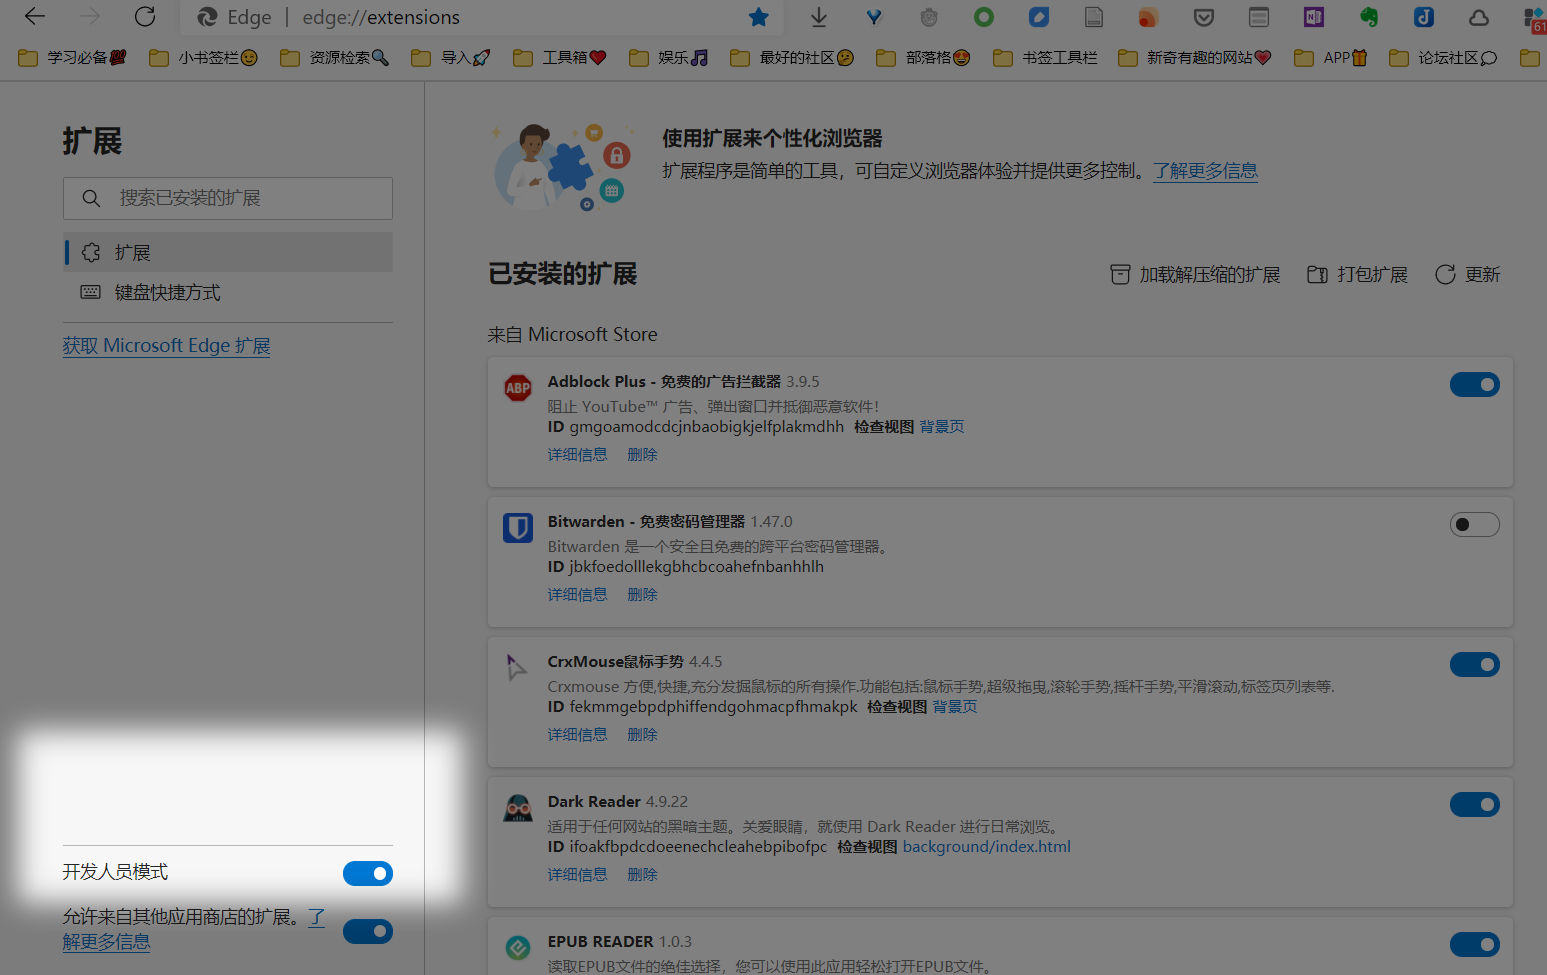 Edge | edge://extensions
61
学习必备 小书签栏 资源检索 导入 工具箱 娱乐 最好的社区 部落格 书签工具栏 新奇有趣的网站 APP 论坛社区
扩展
搜索已安装的扩展
扩展
键盘快捷方式
获取 Microsoft Edge 扩展
开发人员模式
允许来自其他应用商店的扩展。了
解更多信息
使用扩展来个性化浏览器
扩展程序是简单的工具，可自定义浏览器体验并提供更多控制。了解更多信息
已安装的扩展
加载解压缩的扩展 打包扩展 更新
来自 Microsoft Store
ABP
Adblock Plus - 免费的广告拦截器 3.9.5
阻止 YouTube™ 广告、弹出窗口并抵御恶意软件！
ID gmgoamodcdcjnbaobigkjelfplakmdhh 检查视图 背景页
详细信息 删除
Bitwarden - 免费密码管理器 1.47.0
Bitwarden 是一个安全且免费的跨平台密码管理器。
ID jbkfoedolllekgbhcbcoahefnbanhhlh
详细信息 删除
CrxMouse鼠标手势 4.4.5
Crxmouse 方便,快捷,充分发掘鼠标的所有操作.功能包括:鼠标手势,超级拖曳,滚轮手势,摇杆手势,平滑滚动,标签页列表等.
ID fekmmgebpdphiffendgohmacpfhmakpk 检查视图 背景页
详细信息 删除
Dark Reader 4.9.22
适用于任何网站的黑暗主题。关爱眼睛，就使用 Dark Reader 进行日常浏览。
ID ifoakfbpdcdoeenechcleahebpibofpc 检查视图 background/index.html
详细信息 删除
EPUB READER 1.0.3
读取EPUB文件的绝佳选择，您可以使用此应用轻松打开EPUB文件。